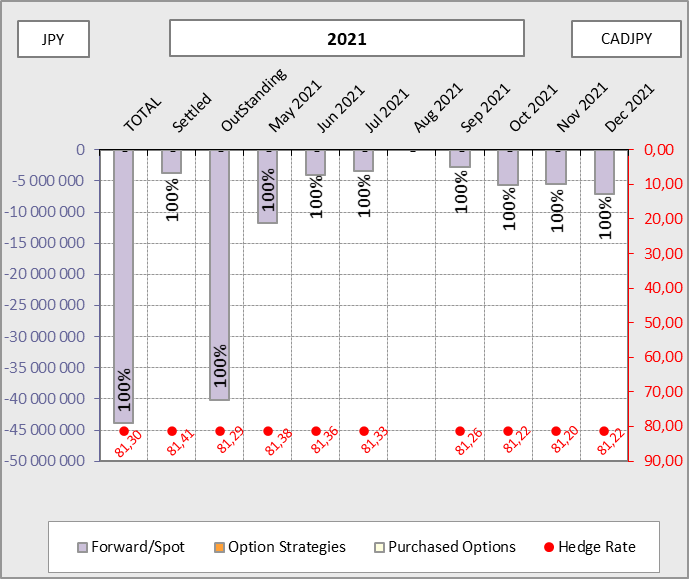 JPY
2021
CADJPY
TOTAL
Settled
OutStanding
May 2021
Jun 2021
Jul 2021
Aug 2021
Sep 2021
Oct 2021
Nov 2021
Dec 2021
0
-5 000 000
-10 000 000
-15 000 000
-20 000 000
-25 000 000
-30 000 000
-35 000 000
-40 000 000
-45 000 000
-50 000 000
0,00
10,00
20,00
30,00
40,00
50,00
60,00
70,00
80,00
90,00
100%
100%
100%
100%
100%
100%
100%
100%
100%
100%
81,30
81,41
81,29
81,38
81,36
81,33
81,26
81,22
81,20
81,22
Forward/Spot
Option Strategies
Purchased Options
Hedge Rate